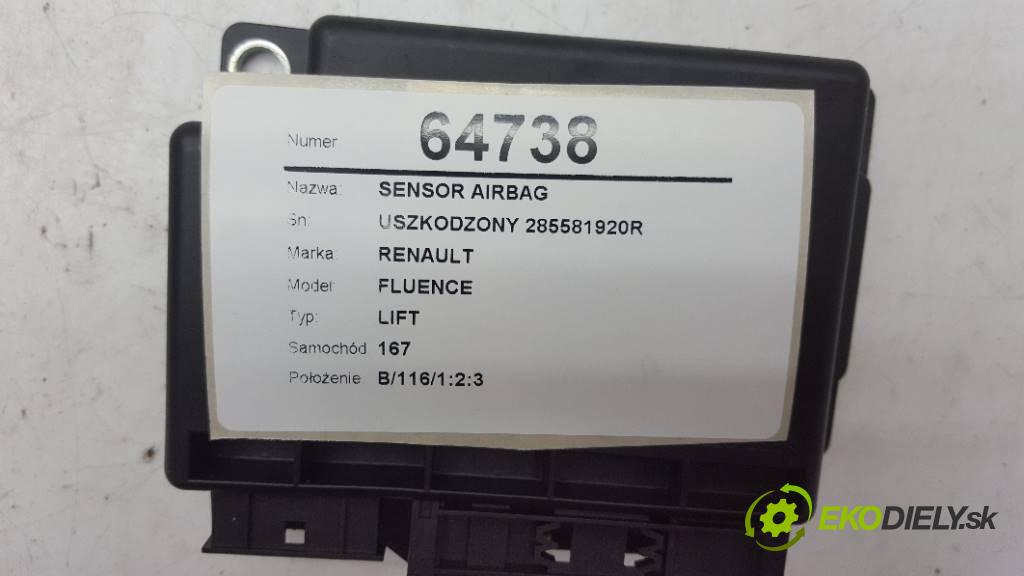 Numer 64738
Nazwa: SENSOR AIRBAG
Sn: USZKODZONY 285581920R
Marka: RENAULT
Model: FLUENCE
Typ: LIFT
Samochód 167
Położenie B/116/1:2:3
EKODIELY.sk